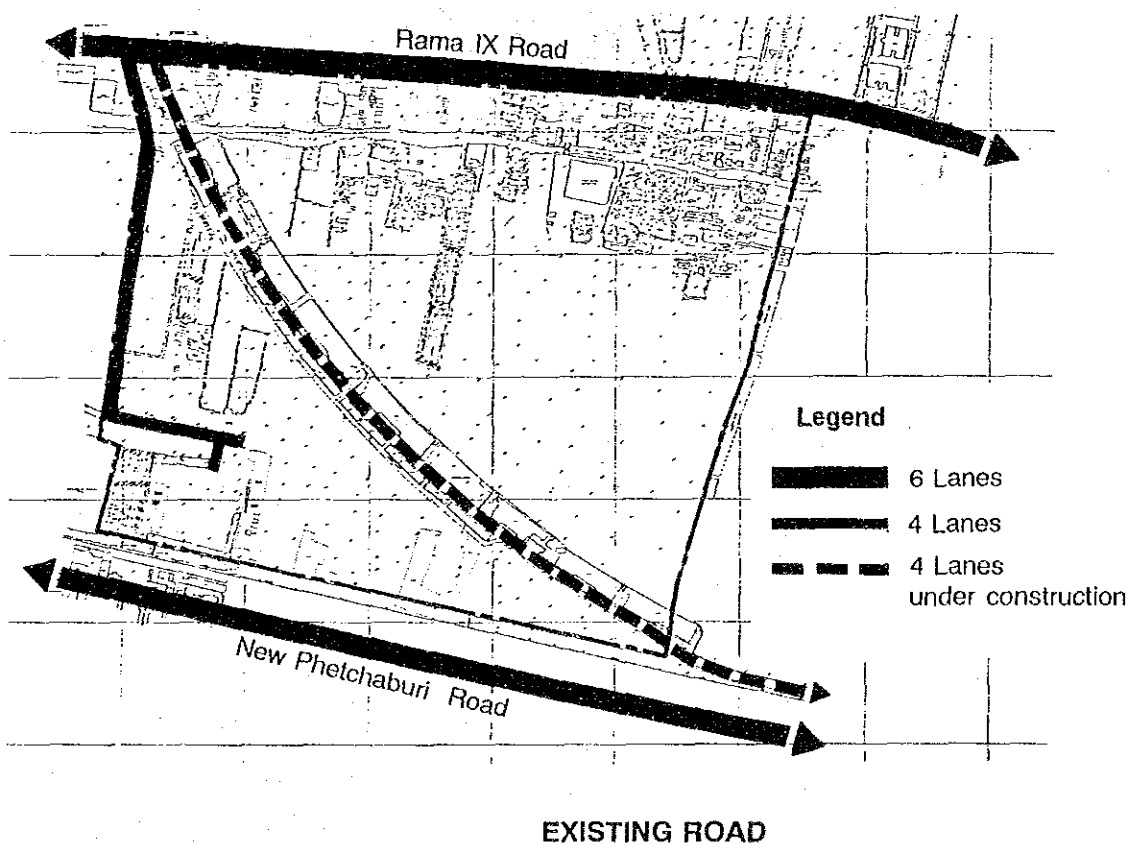 Rama IX Road
Legend
6 Lanes
4 Lanes
4 Lanes
under construction
New Phetchaburi Road
EXISTING ROAD